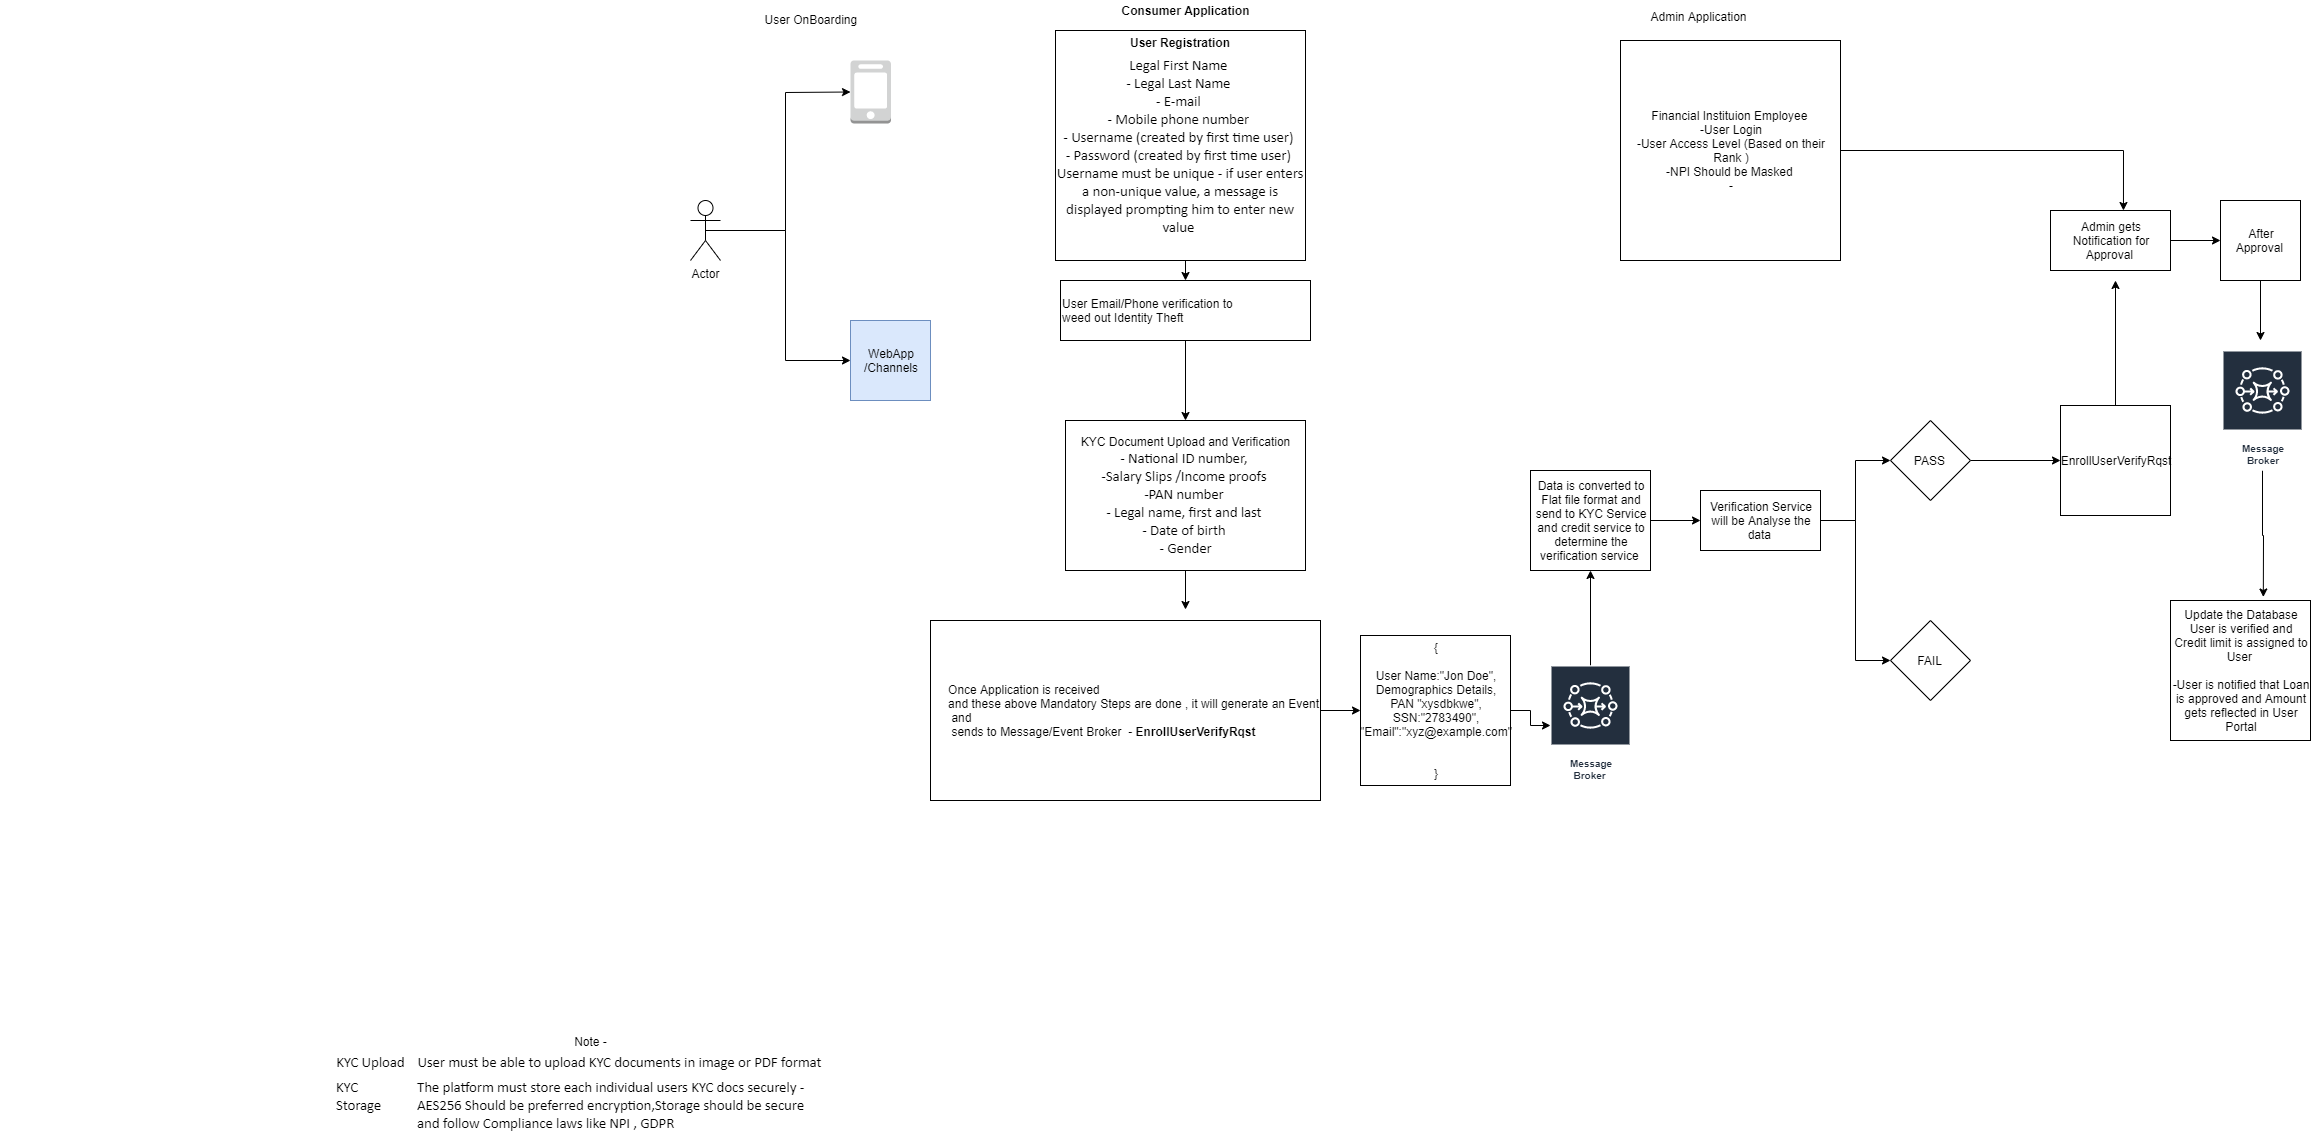 User OnBoarding
Actor
WebApp
/Channels
Consumer Application
User Registration
Legal First Name
- Legal Last Name
- E-mail
- Mobile phone number
- Username (created by first time user)
- Password (created by first time user)
Username must be unique - if user enters
a non-unique value, a message is
displayed prompting him to enter new
value
User Email/Phone verification to
weed out Identity Theft
KYC Document Upload and Verification
- National ID number,
-Salary Slips /Income proofs
-PAN number
- Legal name, first and last
- Date of birth
- Gender
Once Application is received
and these above Mandatory Steps are done , it will generate an Event
and
sends to Message/Event Broker - EnrollUserVerifyRqst
{
User Name:"Jon Doe",
Demographics Details,
PAN "xysdbkwe",
SSN:"2783490",
"Email":"xyz@example.com"
}
Message
Broker
Data is converted to
Flat file format and
send to KYC Service
and credit service to
determine the
verification service
Verification Service
will be Analyse the
data
PASS
FAIL
EnrollUserVerifyRqst
Admin Application
Financial Instituion Employee
-User Login
-User Access Level (Based on their
Rank )
-NPI Should be Masked
-
Admin gets
Notification for
Approval
After
Approval
Message
Broker
Update the Database
User is verified and
Credit limit is assigned to
User
-User is notified that Loan
is approved and Amount
gets reflected in User
Portal
Note -
KYC Upload User must be able to upload KYC documents in image or PDF format
KYC The platform must store each individual users KYC docs securely -
Storage AES256 Should be preferred encryption,Storage should be secure
and follow Compliance laws like NPI , GDPR